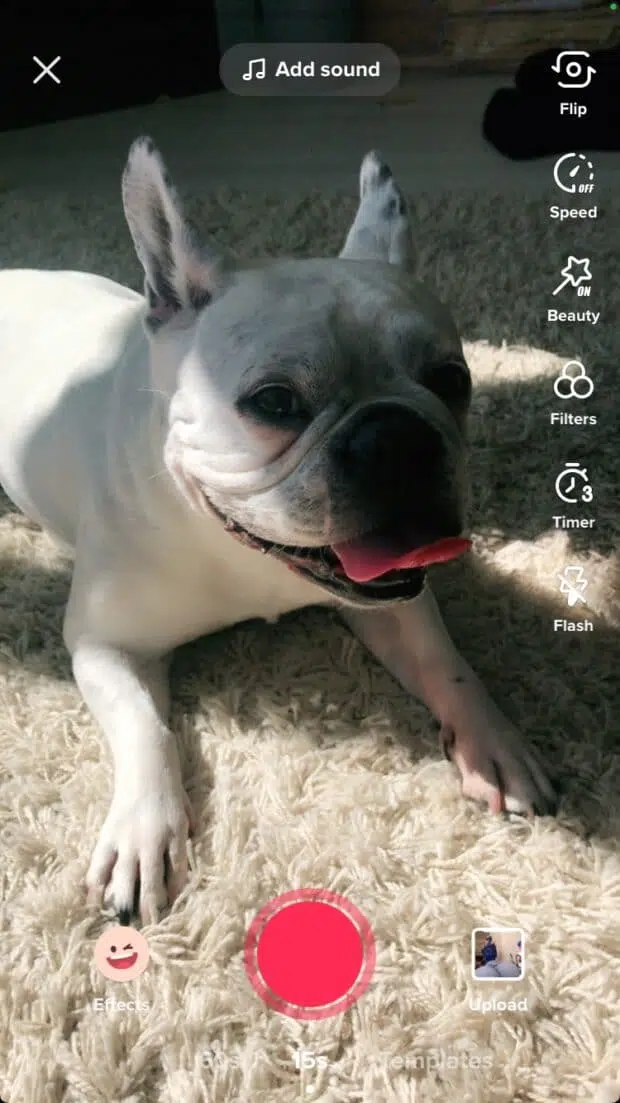 Add sound
Flip
OFF
Speed
ON
Beauty
Filters
3
Timer
Flash
Effects
Upload
60s
15s
Templates